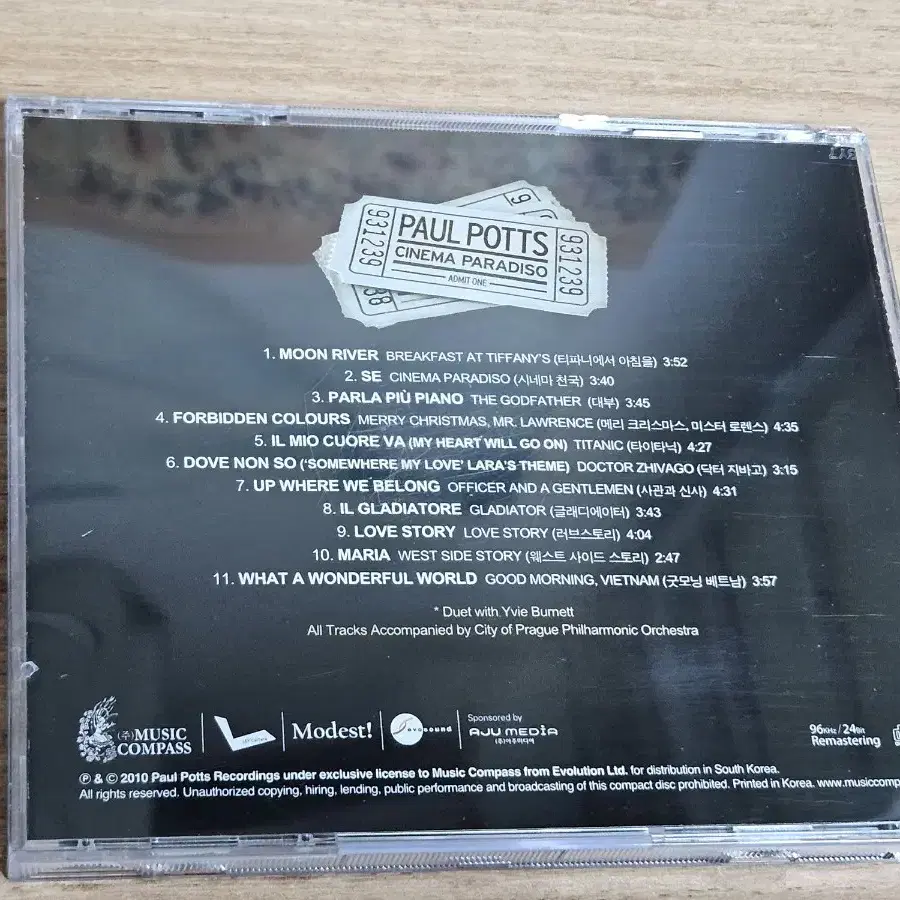 931239
PAUL POTTS
CINEMA PARADISO
ADMIT ONE
931239
1. MOON RIVER BREAKFAST AT TIFFANY'S (티파니에서 아침을) 3:52
2. SE CINEMA PARADISO (시네마 천국) 3:40
3. PARLA PIÙ PIANO THE GODFATHER (대부) 3:45
4. FORBIDDEN COLOURS MERRY CHRISTMAS, MR. LAWRENCE (메리 크리스마스, 미스터 로렌스) 4:35
5. IL MIO CUORE VA (MY HEART WILL GO ON) TITANIC (타이타닉) 4:27
6. DOVE NON SO ('SOMEWHERE MY LOVE' LARA'S THEME) DOCTOR ZHIVAGO (닥터 지바고) 3:15
7. UP WHERE WE BELONG OFFICER AND A GENTLEMEN (사관과 신사) 4:31
8. IL GLADIATORE GLADIATOR (글래디에이터) 3:43
9. LOVE STORY LOVE STORY (러브스토리) 4:04
10. MARIA WEST SIDE STORY (웨스트 사이드 스토리) 2:47
11. WHAT A WONDERFUL WORLD GOOD MORNING, VIETNAM (굿모닝 베트남) 3:57
* Duet with Yvie Burnett
All Tracks Accompanied by City of Prague Philharmonic Orchestra
(주)MUSIC COMPASS
Modest!
evosound
Sponsored by
AJU MEDIA
(주)아주미디어
96KHz / 24Bit
Remastering
℗ & © 2010 Paul Potts Recordings under exclusive license to Music Compass from Evolution Ltd. for distribution in South Korea.
All rights reserved. Unauthorized copying, hiring, lending, public performance and broadcasting of this compact disc prohibited. Printed in Korea. www.musiccomp